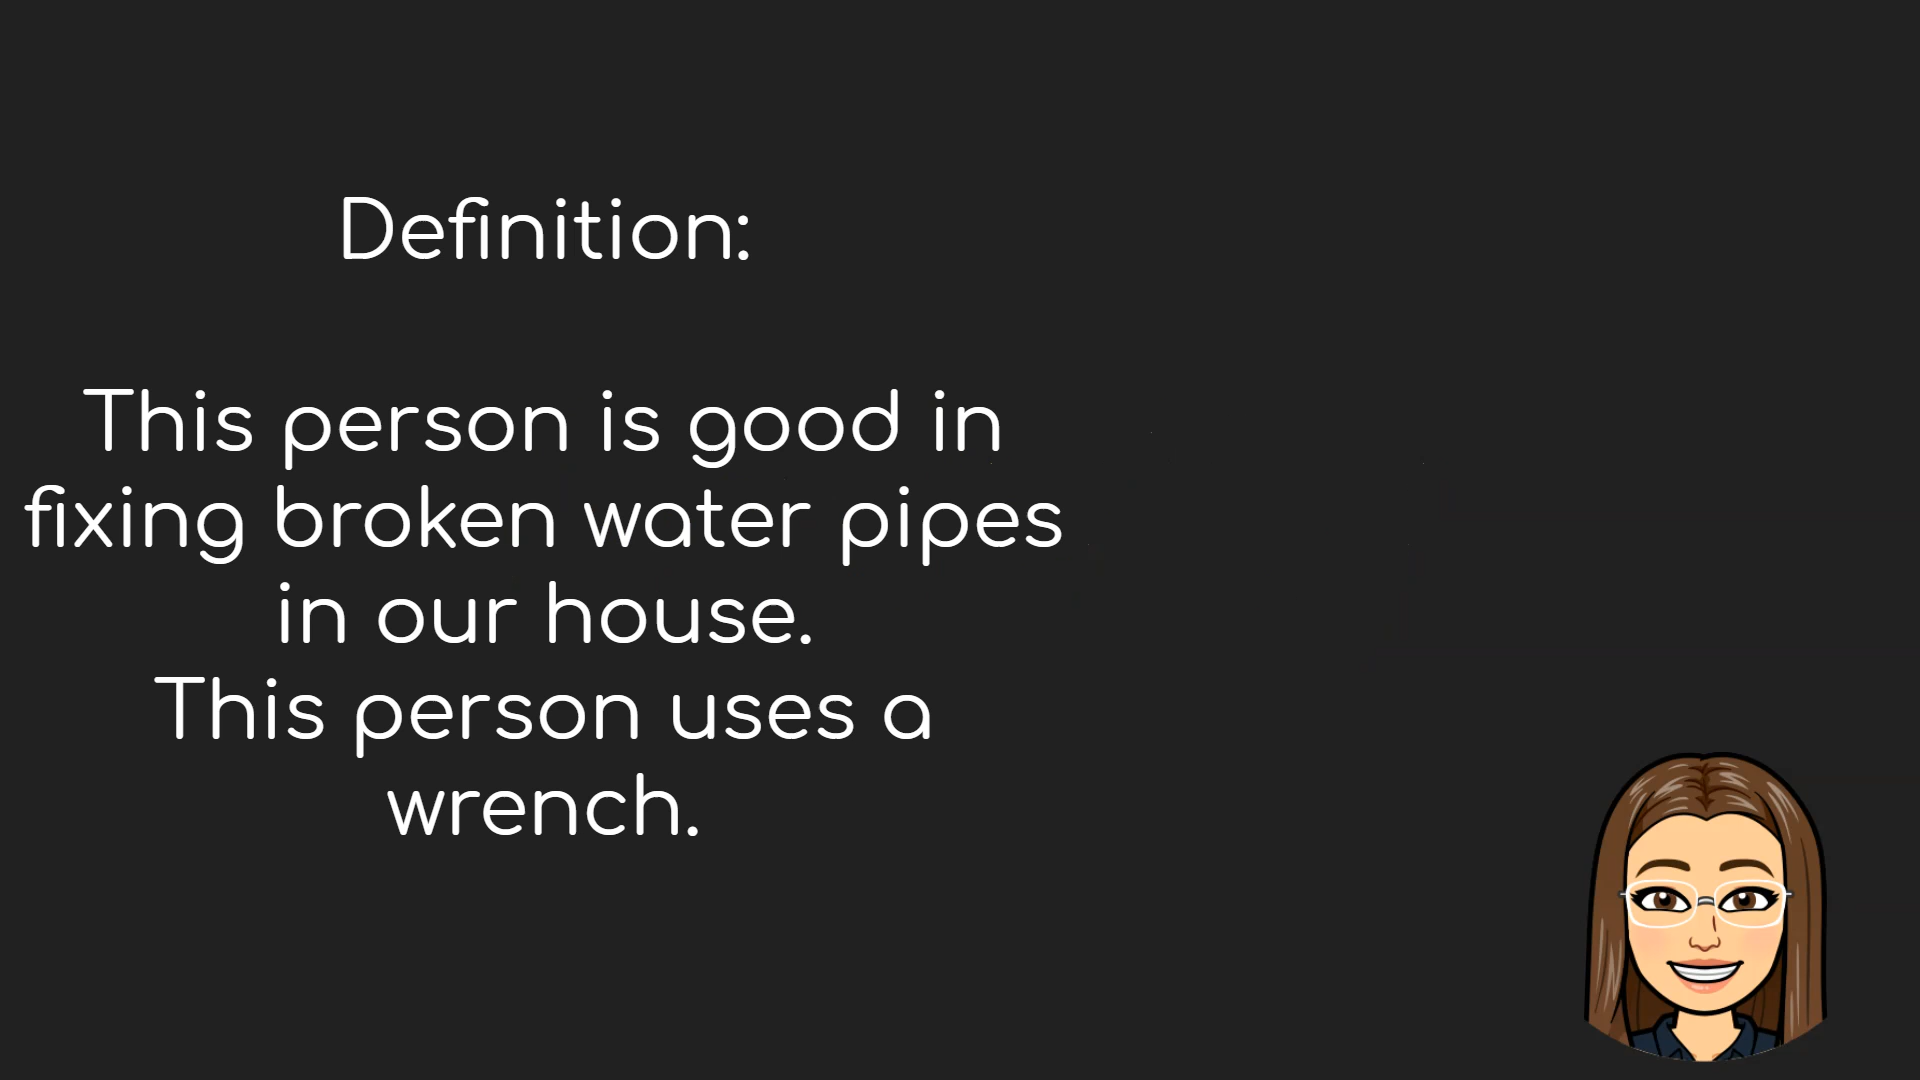 Definition:
This person is good in
fixing broken water pipes
in our house.
This person uses a
wrench.